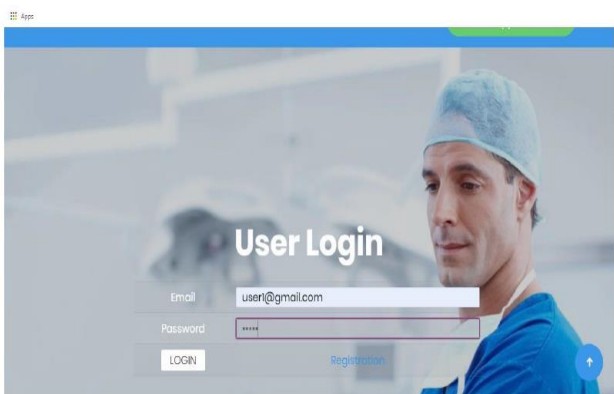 Apps
User Login
Email user1@gmail.com
Password *****
LOGIN Registration